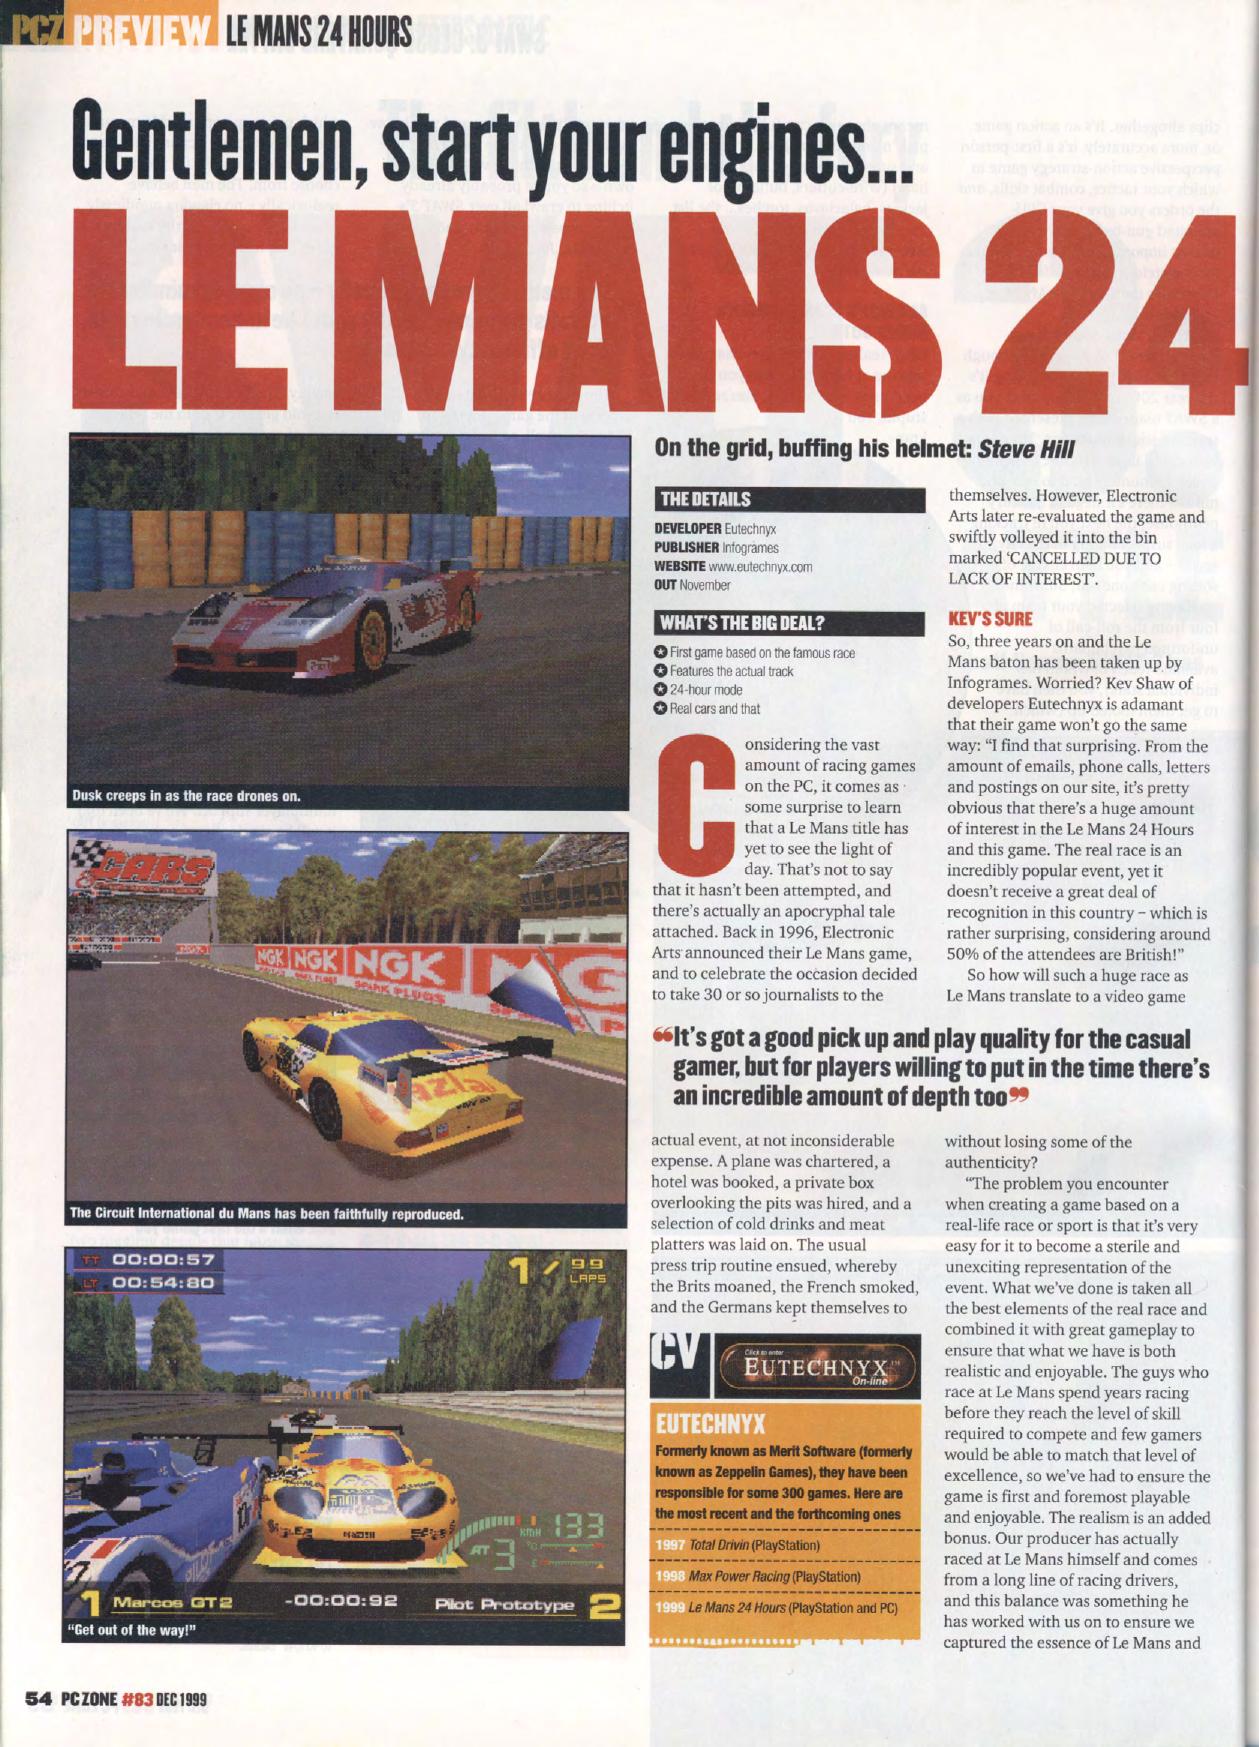 PCZ PREVIEW LE MANS 24 HOURS
Gentlemen, start your engines...
LE MANS 24
On the grid, buffing his helmet: Steve Hill
Dusk creeps in as the race drones on.
CARS
NGK NGK NGK NG
SPARK PLUGS
The Circuit International du Mans has been faithfully reproduced.
TT 00:00:57
LT 00:54:80
1/99
LAPS
KMH 133
AT 3
1 Marcos GT2 -00:00:92 Pilot Prototype 2
"Get out of the way!"
THE DETAILS
DEVELOPER Eutechnyx
PUBLISHER Infogrames
WEBSITE www.eutechnyx.com
OUT November
WHAT'S THE BIG DEAL?
First game based on the famous race
Features the actual track
24-hour mode
Real cars and that
Considering the vast
amount of racing games
on the PC, it comes as
some surprise to learn
that a Le Mans title has
yet to see the light of
day. That's not to say
that it hasn't been attempted, and
there's actually an apocryphal tale
attached. Back in 1996, Electronic
Arts announced their Le Mans game,
and to celebrate the occasion decided
to take 30 or so journalists to the
actual event, at not inconsiderable
expense. A plane was chartered, a
hotel was booked, a private box
overlooking the pits was hired, and a
selection of cold drinks and meat
platters was laid on. The usual
press trip routine ensued, whereby
the Brits moaned, the French smoked,
and the Germans kept themselves to
themselves. However, Electronic
Arts later re-evaluated the game and
swiftly volleyed it into the bin
marked 'CANCELLED DUE TO
LACK OF INTEREST'.
KEV'S SURE
So, three years on and the Le
Mans baton has been taken up by
Infogrames. Worried? Kev Shaw of
developers Eutechnyx is adamant
that their game won't go the same
way: "I find that surprising. From the
amount of emails, phone calls, letters
and postings on our site, it's pretty
obvious that there's a huge amount
of interest in the Le Mans 24 Hours
and this game. The real race is an
incredibly popular event, yet it
doesn't receive a great deal of
recognition in this country – which is
rather surprising, considering around
50% of the attendees are British!"
So how will such a huge race as
Le Mans translate to a video game
without losing some of the
authenticity?
"The problem you encounter
when creating a game based on a
real-life race or sport is that it's very
easy for it to become a sterile and
unexciting representation of the
event. What we've done is taken all
the best elements of the real race and
combined it with great gameplay to
ensure that what we have is both
realistic and enjoyable. The guys who
race at Le Mans spend years racing
before they reach the level of skill
required to compete and few gamers
would be able to match that level of
excellence, so we've had to ensure the
game is first and foremost playable
and enjoyable. The realism is an added
bonus. Our producer has actually
raced at Le Mans himself and comes
from a long line of racing drivers,
and this balance was something he
has worked with us on to ensure we
captured the essence of Le Mans and
"It's got a good pick up and play quality for the casual
gamer, but for players willing to put in the time there's
an incredible amount of depth too"
CV
Click to enter
EUTECHNYX™
On-line
EUTECHNYX
Formerly known as Merit Software (formerly
known as Zeppelin Games), they have been
responsible for some 300 games. Here are
the most recent and the forthcoming ones
1997 Total Drivin (PlayStation)
1998 Max Power Racing (PlayStation)
1999 Le Mans 24 Hours (PlayStation and PC)
54 PC ZONE #83 DEC 1999